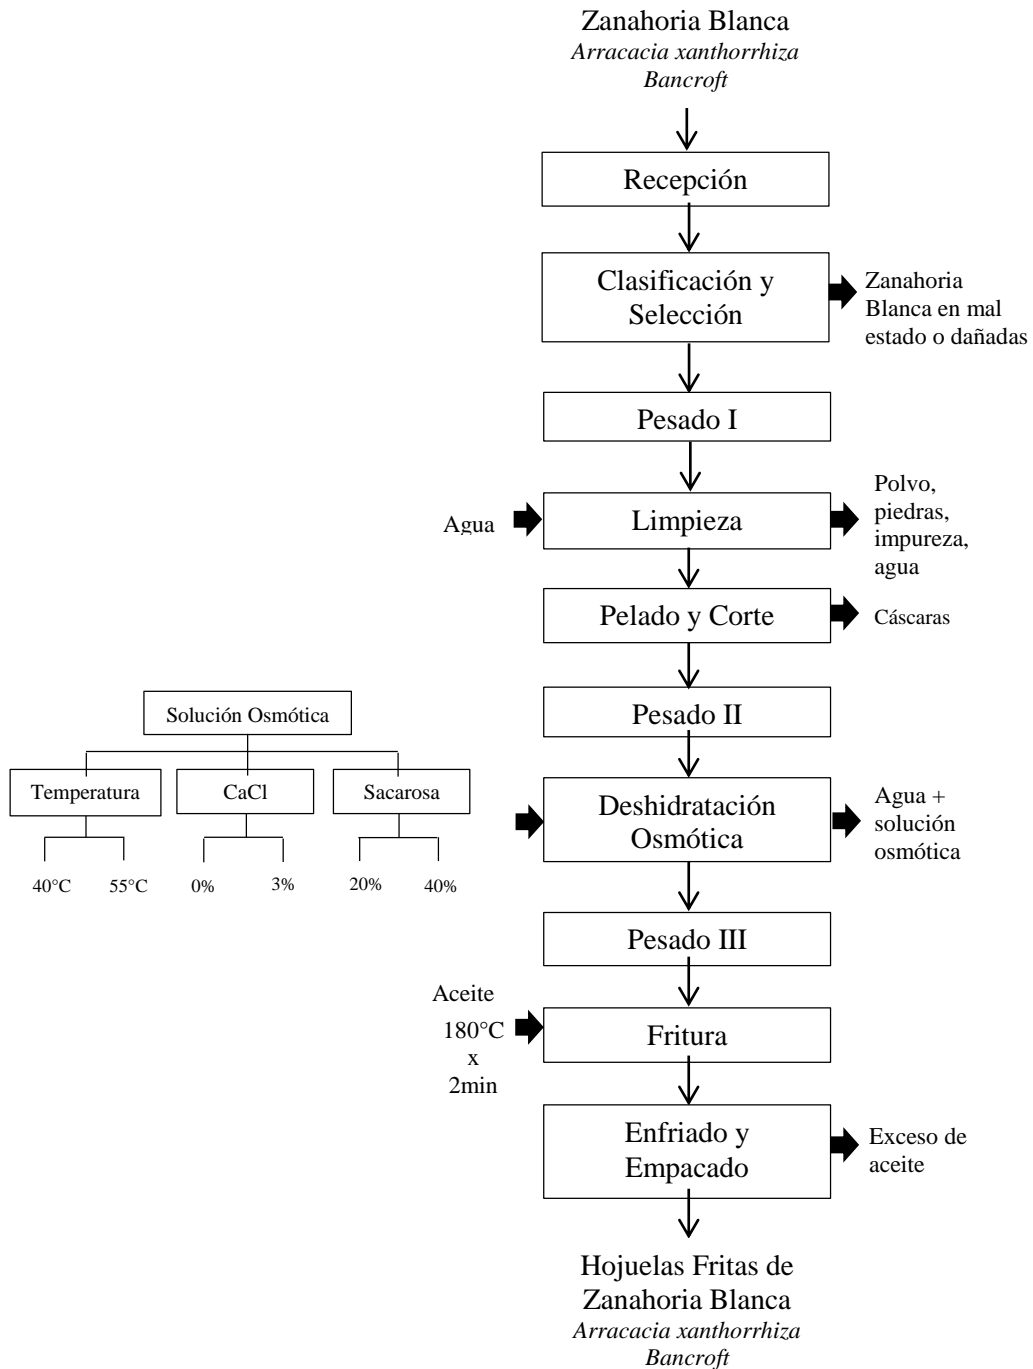 Zanahoria Blanca
Arracacia xanthorrhiza
Bancroft
Recepción
Clasificación y
Selección
Zanahoria
Blanca en mal
estado o dañadas
Pesado I
Agua
Limpieza
Polvo,
piedras,
impureza,
agua
Pelado y Corte
Cáscaras
Pesado II
Solución Osmótica
Temperatura
CaCl
Sacarosa
40°C
55°C
0%
3%
20%
40%
Deshidratación
Osmótica
Agua +
solución
osmótica
Pesado III
Aceite
180°C
x
2min
Fritura
Enfriado y
Empacado
Exceso de
aceite
Hojuelas Fritas de
Zanahoria Blanca
Arracacia xanthorrhiza
Bancroft